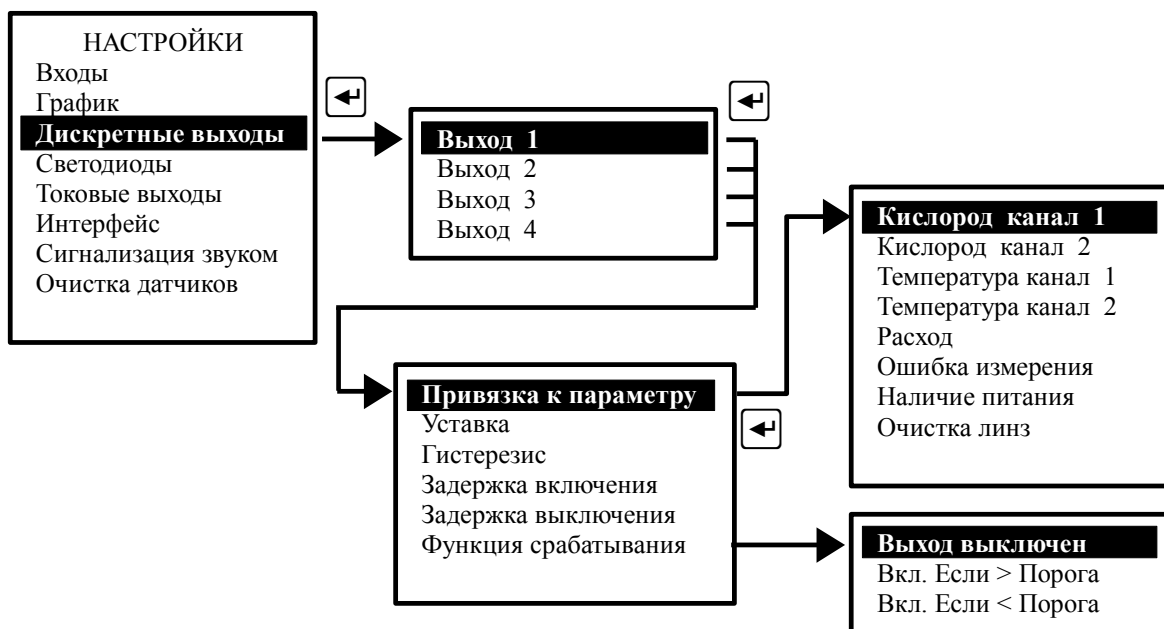 НАСТРОЙКИ
Входы
График
Дискретные выходы
Светодиоды
Токовые выходы
Интерфейс
Сигнализация звуком
Очистка датчиков
Выход 1
Выход 2
Выход 3
Выход 4
Привязка к параметру
Уставка
Гистерезис
Задержка включения
Задержка выключения
Функция срабатывания
Кислород канал 1
Кислород канал 2
Температура канал 1
Температура канал 2
Расход
Ошибка измерения
Наличие питания
Очистка линз
Выход выключен
Вкл. Если > Порога
Вкл. Если < Порога